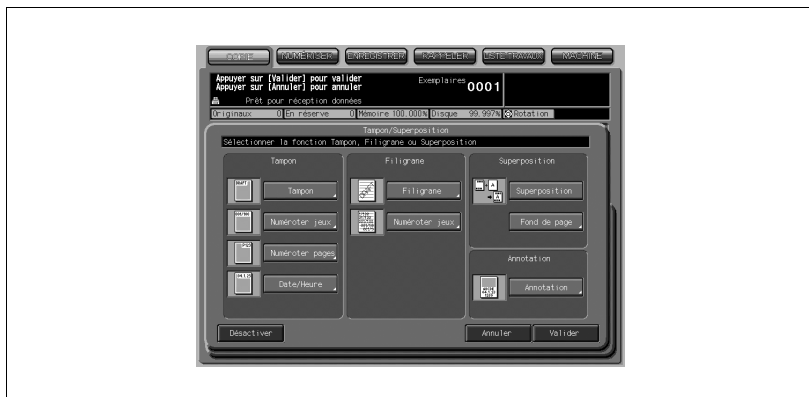 COPIE NUMÉRISER ENREGISTRER RAPPELER LISTE TRAVAUX MACHINE
Appuyer sur [Valider] pour valider
Appuyer sur [Annuler] pour annuler
Exemplaires 0001
Prêt pour réception données
Originaux 0 En réserve 0 Mémoire 100.000% Disque 99.997% Rotation
Tampon/Superposition
Sélectionner la fonction Tampon, Filigrane ou Superposition
Tampon
Tampon
Numéroter jeux
Numéroter pages
Date/Heure
Filigrane
Filigrane
Numéroter jeux
Superposition
Superposition
Fond de page
Annotation
Annotation
Désactiver
Annuler Valider